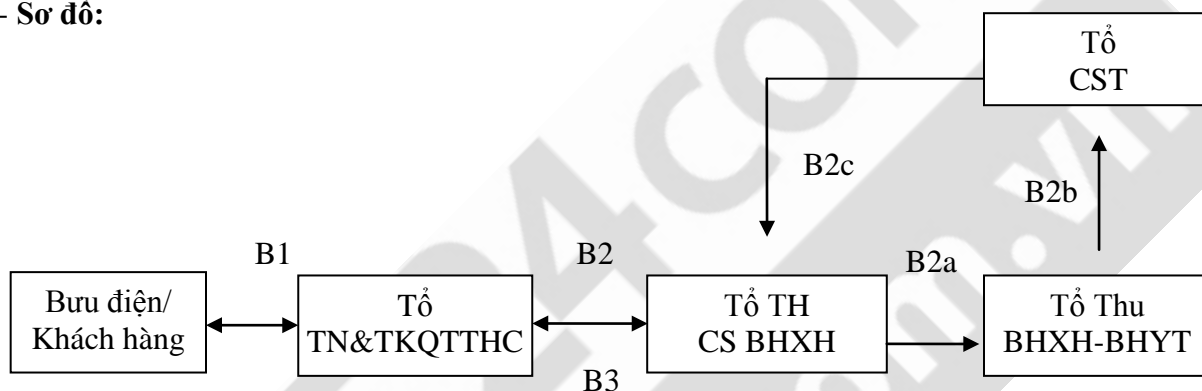 - Sơ đồ:
Tổ
CST
B2c
B2b
B1
B2
B2a
Bưu điện/
Khách hàng
Tổ
TN&TKQTTHC
Tổ TH
CS BHXH
Tổ Thu
BHXH-BHYT
B3